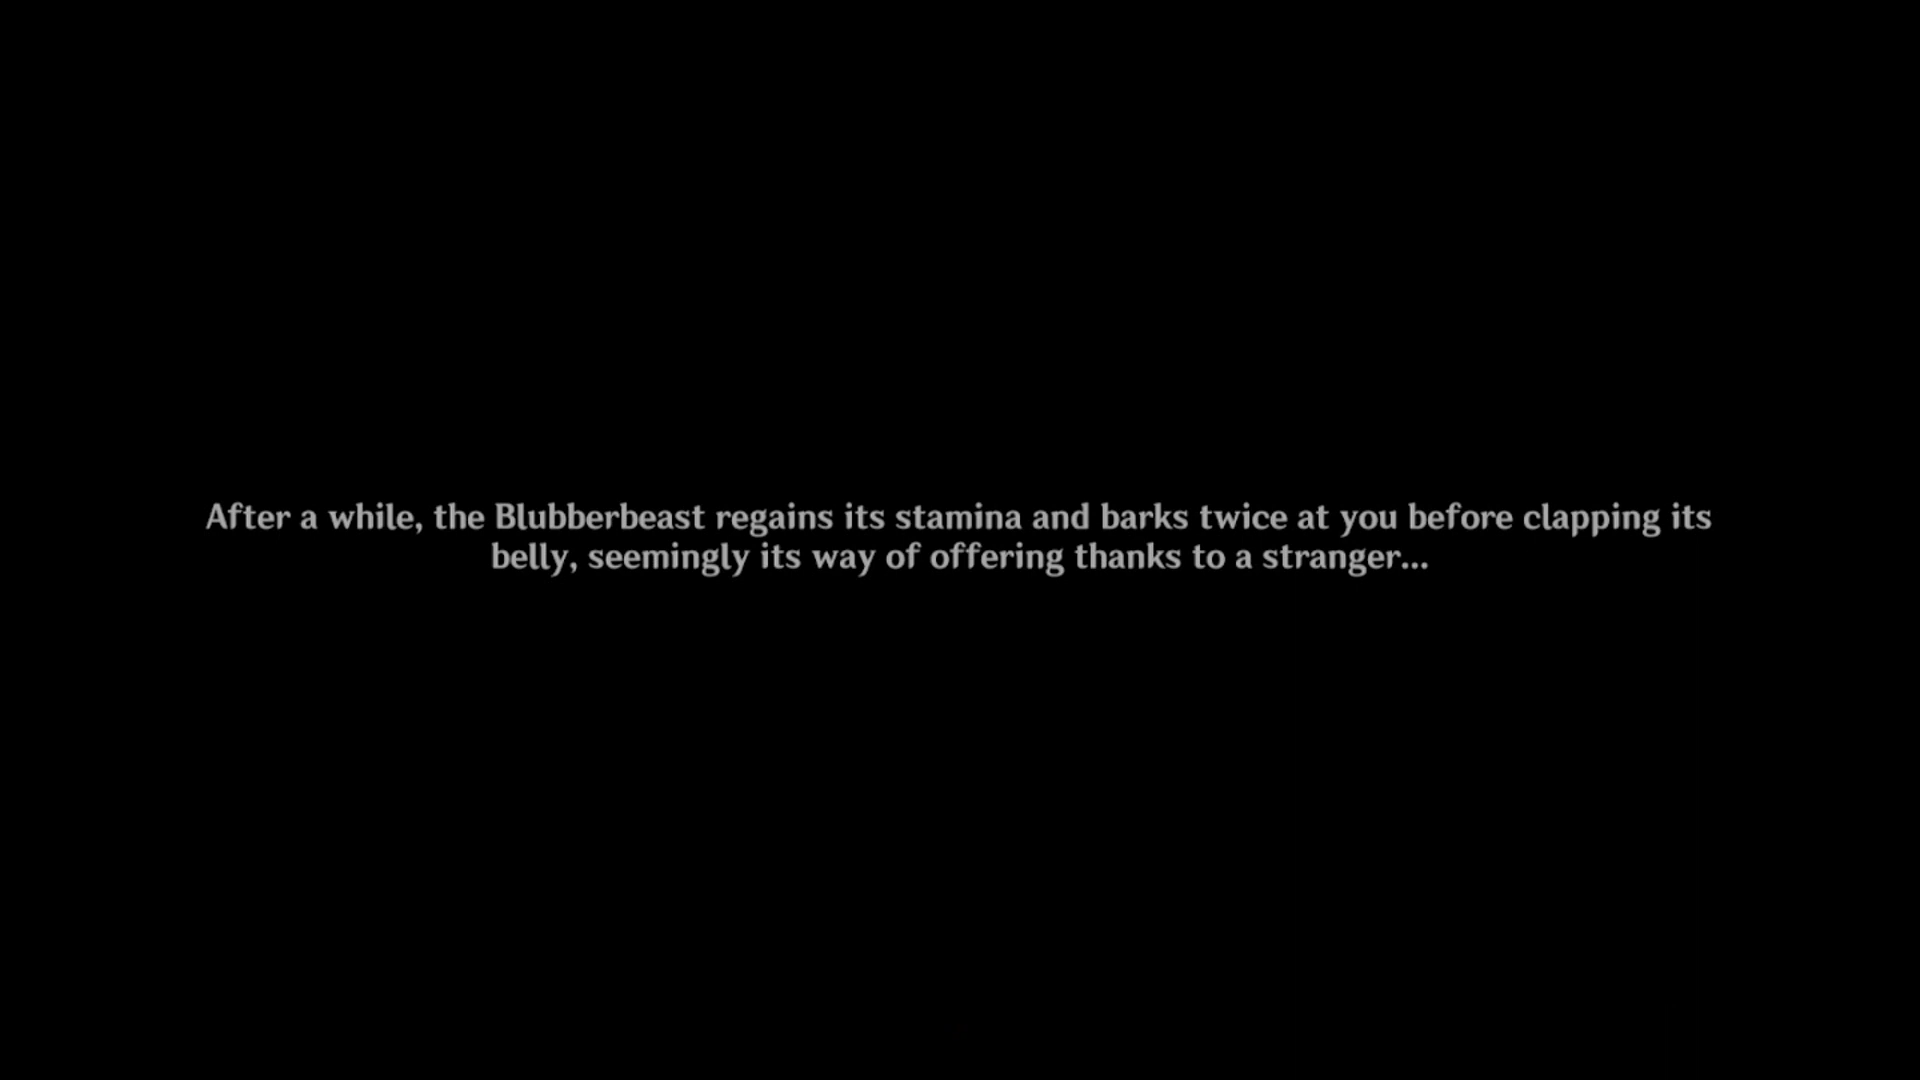 After a while, the Blubberbeast regains its stamina and barks twice at you before clapping its
belly, seemingly its way of offering thanks to a stranger...